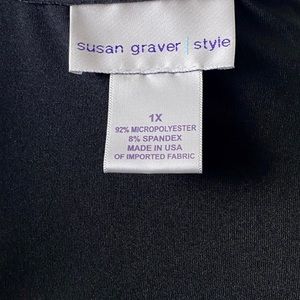 susan graver | style
1X
92% MICROPOLYESTER
8% SPANDEX
MADE IN USA
OF IMPORTED FABRIC